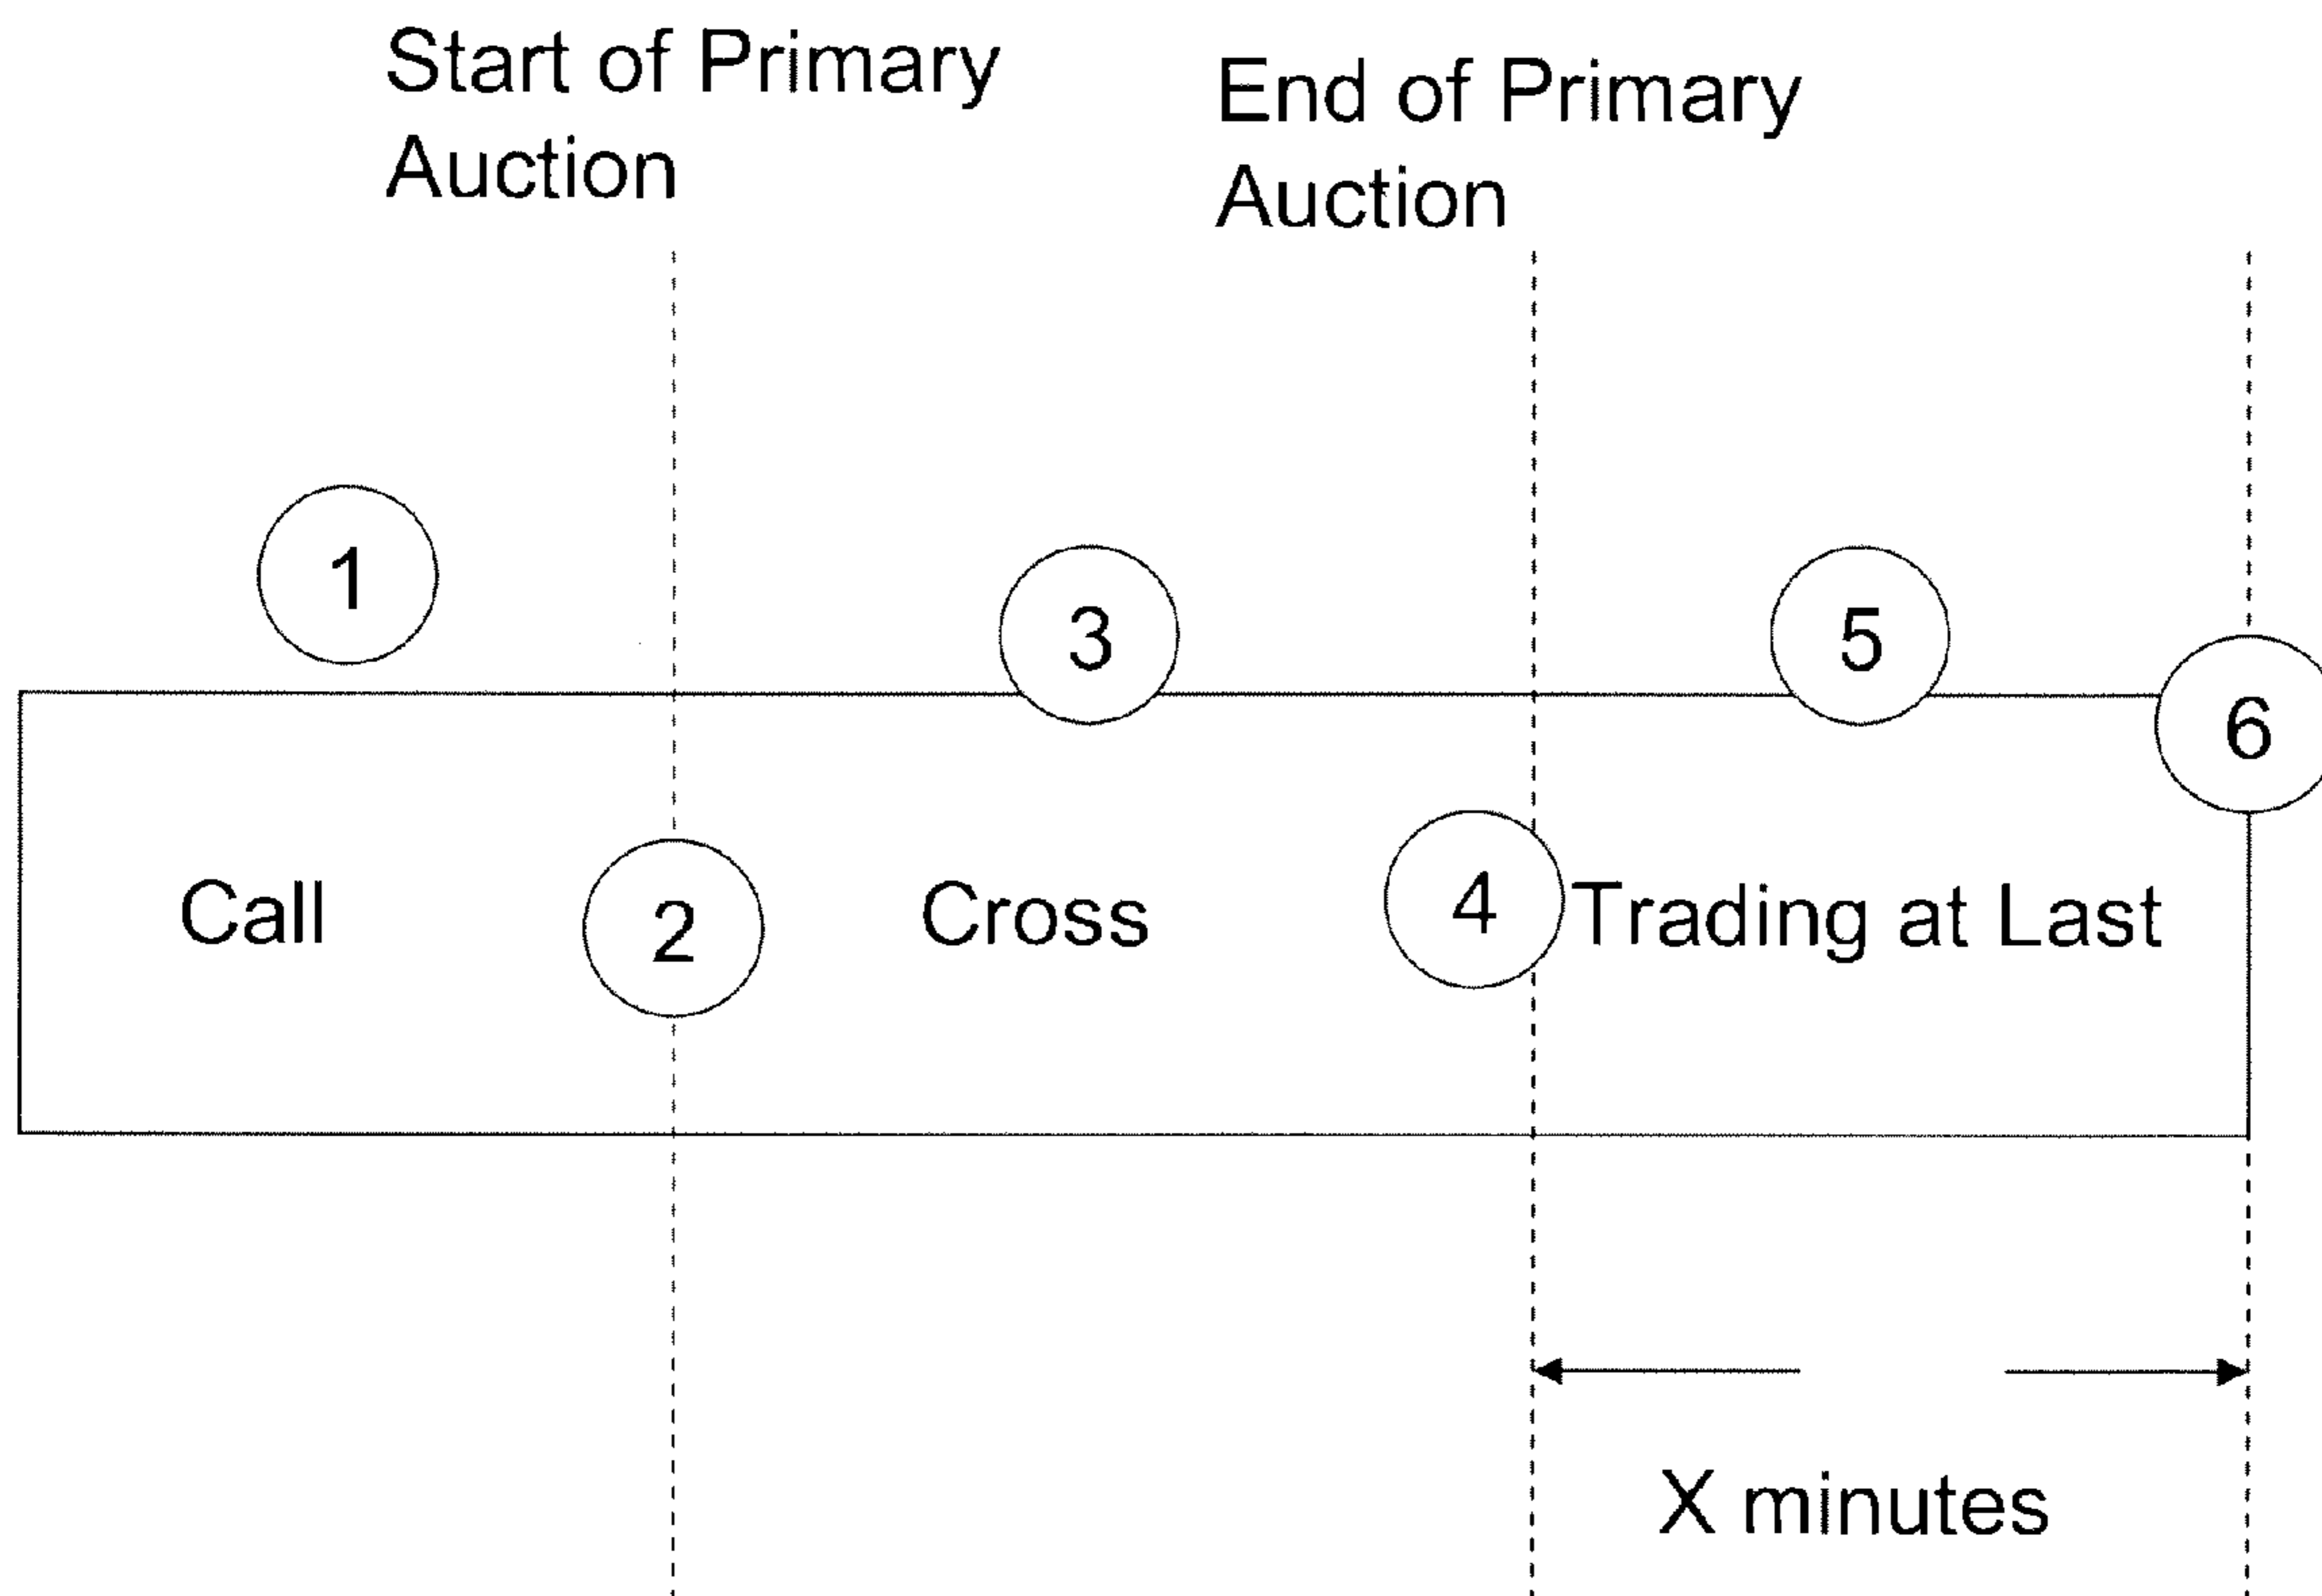 Start of Primary
Auction
End of Primary
Auction
1
3
5
6
Call
2
Cross
4
Trading at Last
X minutes